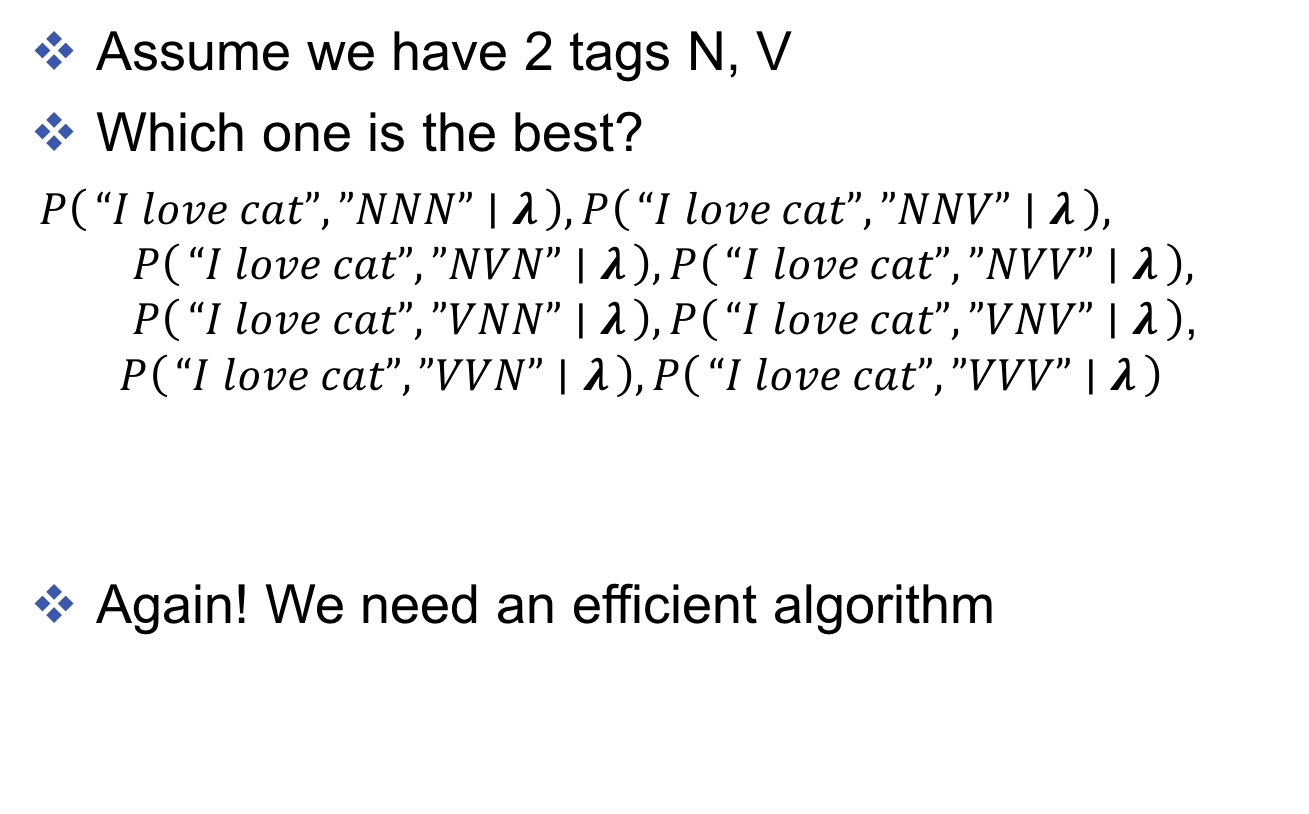 ❖ Assume we have 2 tags N, V
❖ Which one is the best?
P(“I love cat”,”NNN” | λ), P(“I love cat”,”NNV” | λ),
P(“I love cat”,”NVN” | λ), P(“I love cat”,”NVV” | λ),
P(“I love cat”,”VNN” | λ), P(“I love cat”,”VNV” | λ),
P(“I love cat”,”VVN” | λ), P(“I love cat”,”VVV” | λ)
❖ Again! We need an efficient algorithm